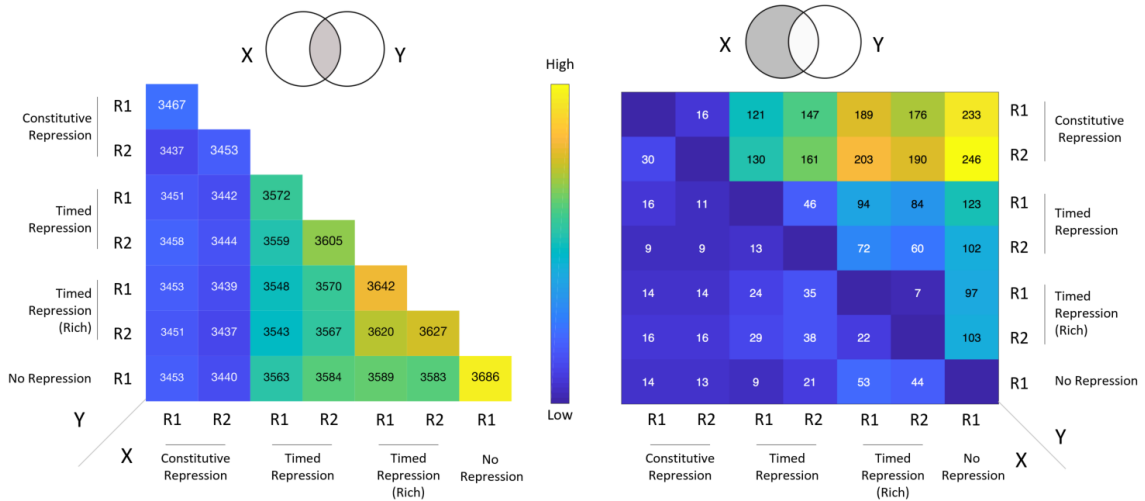 X Y
High
Low
Constitutive
Repression
R1
3467
R2
3437 3453
Timed
Repression
R1
3451 3442 3572
R2
3458 3444 3559 3605
Timed
Repression
(Rich)
R1
3453 3439 3548 3570 3642
R2
3451 3437 3543 3567 3620 3627
No Repression R1
3453 3440 3563 3584 3589 3583 3686
Y
X
R1 R2 R1 R2 R1 R2 R1
Constitutive
Repression
Timed
Repression
Timed
Repression
(Rich)
No
Repression
X Y
16 121 147 189 176 233 R1
30 130 161 203 190 246 R2
Constitutive
Repression
16 11 46 94 84 123 R1
9 9 13 72 60 102 R2
Timed
Repression
14 14 24 35 7 97 R1
16 16 29 38 22 103 R2
Timed
Repression
(Rich)
14 13 9 21 53 44 R1 No Repression
R1 R2 R1 R2 R1 R2 R1
Y
X
Constitutive
Repression
Timed
Repression
Timed
Repression
(Rich)
No
Repression